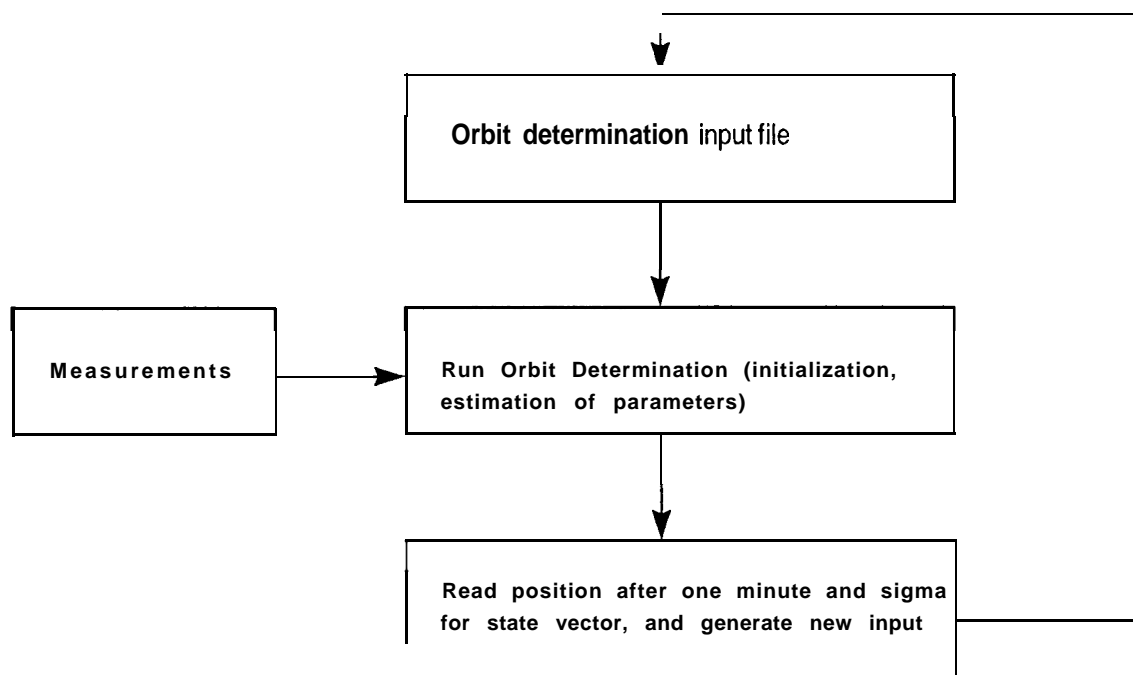 Orbit determination input file
Measurements
Run Orbit Determination (initialization,
estimation of parameters)
Read position after one minute and sigma
for state vector, and generate new input